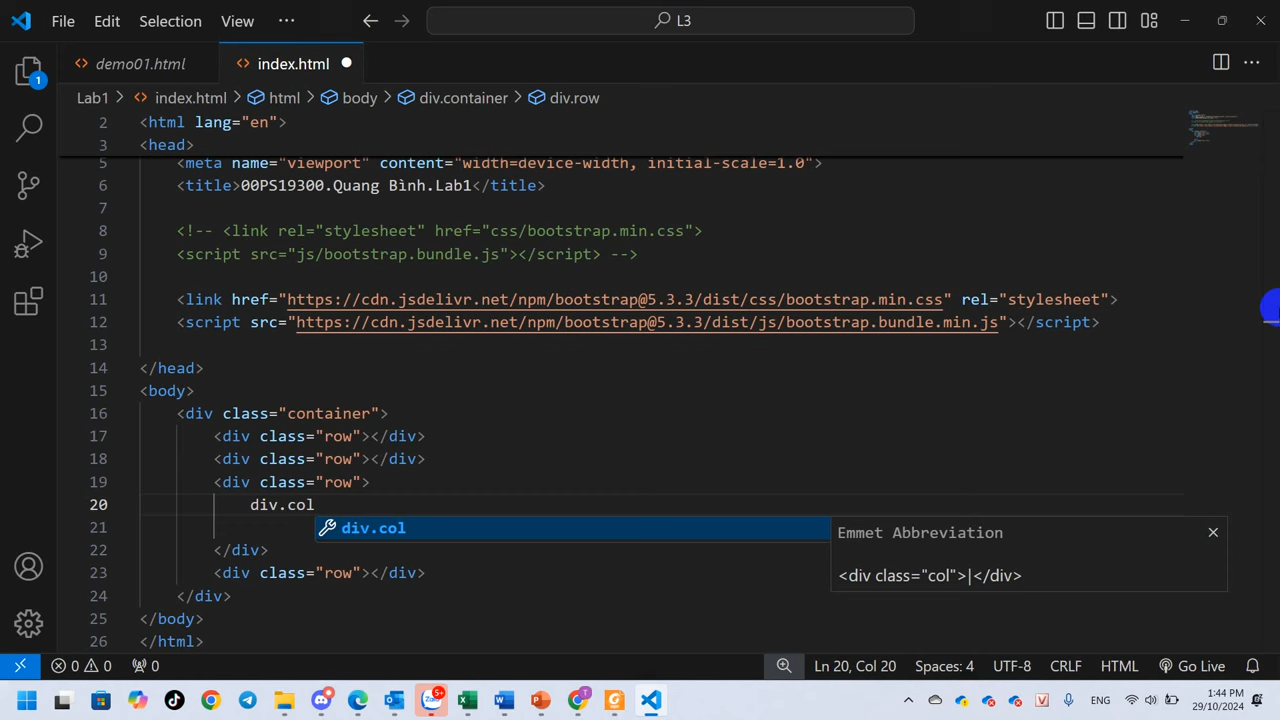 File Edit Selection View ··· L3
demo01.html index.html
1
Lab1 > index.html > html > body > div.container > div.row
2 <html lang="en">
3 <head>
5 <meta name="viewport" content="width=device-width, initial-scale=1.0">
6 <title>00PS19300.Quang Bình.Lab1</title>
7
8 <!-- <link rel="stylesheet" href="css/bootstrap.min.css">
9 <script src="js/bootstrap.bundle.js"></script> -->
10
11 <link href="https://cdn.jsdelivr.net/npm/bootstrap@5.3.3/dist/css/bootstrap.min.css" rel="stylesheet">
12 <script src="https://cdn.jsdelivr.net/npm/bootstrap@5.3.3/dist/js/bootstrap.bundle.min.js"></script>
13
14 </head>
15 <body>
16 <div class="container">
17 <div class="row"></div>
18 <div class="row"></div>
19 <div class="row">
20 div.col
21 div.col Emmet Abbreviation
<div class="col">|</div>
22 </div>
23 <div class="row"></div>
24 </div>
25 </body>
26 </html>
0 0 0 Ln 20, Col 20 Spaces: 4 UTF-8 CRLF HTML Go Live
5+ Zalo T V ENG 1:44 PM
29/10/2024